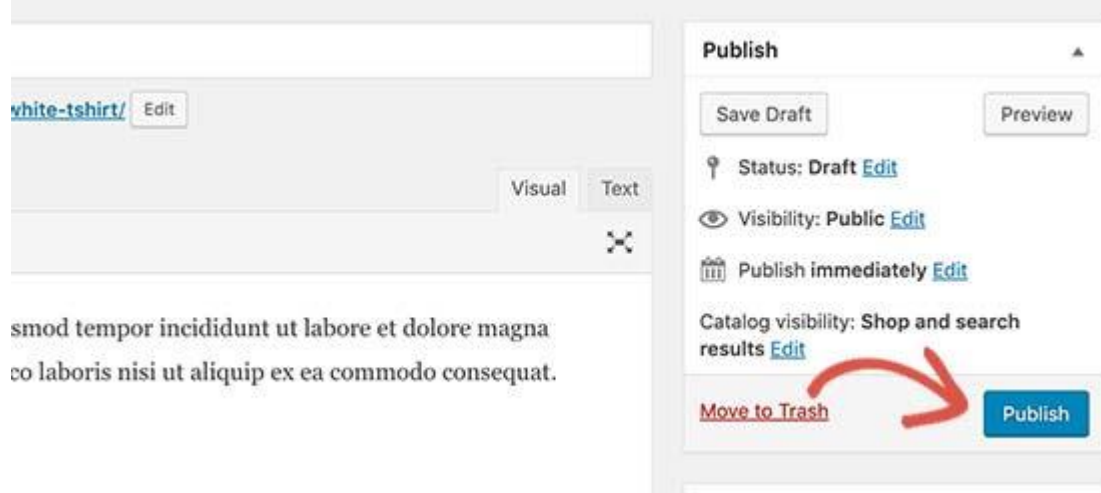 white-tshirt/ Edit
Visual Text
smod tempor incididunt ut labore et dolore magna
co laboris nisi ut aliquip ex ea commodo consequat.
Publish
Save Draft Preview
Status: Draft Edit
Visibility: Public Edit
Publish immediately Edit
Catalog visibility: Shop and search
results Edit
Move to Trash Publish